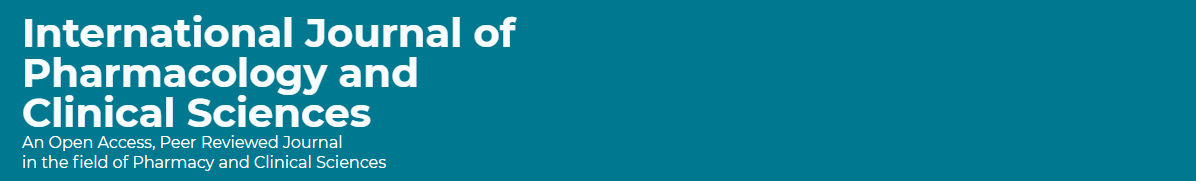 International Journal of
Pharmacology and
Clinical Sciences
An Open Access, Peer Reviewed Journal
in the field of Pharmacy and Clinical Sciences